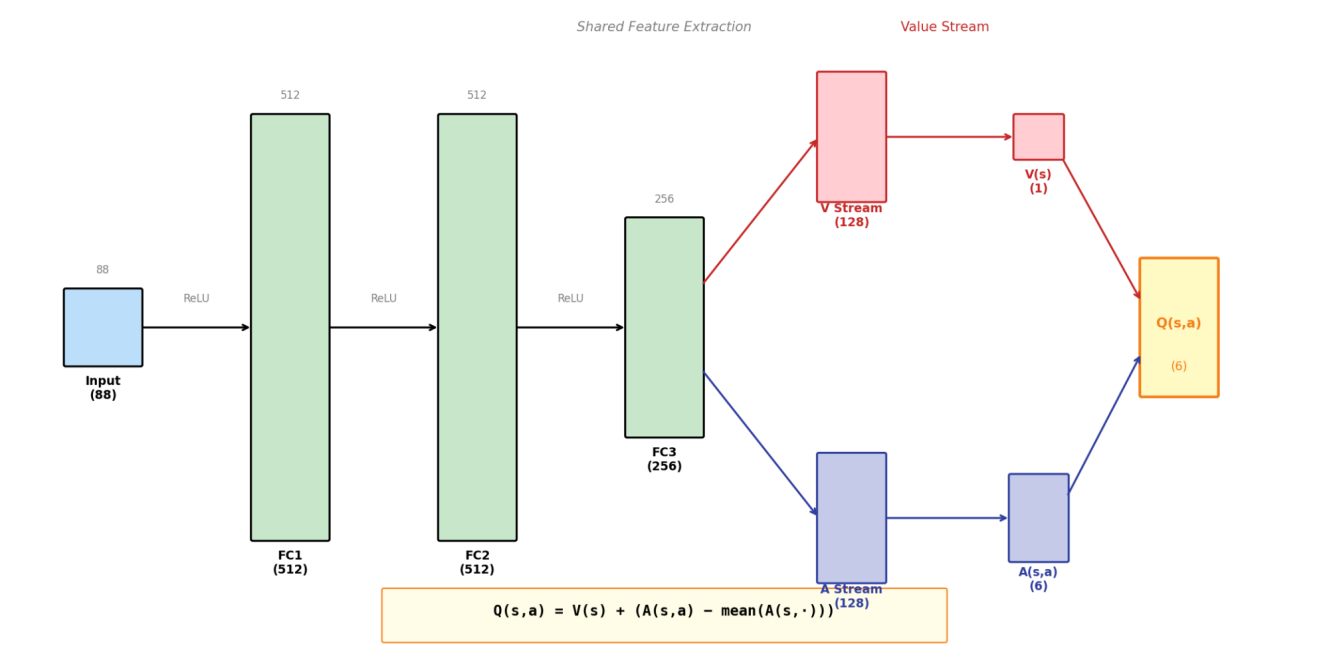 Shared Feature Extraction
Value Stream
512
512
V(s)
(1)
256
V Stream
(128)
88
ReLU
ReLU
ReLU
Q(s,a)
(6)
Input
(88)
FC3
(256)
FC1
(512)
FC2
(512)
A(s,a)
(6)
A Stream
(128)
Q(s,a) = V(s) + (A(s,a) − mean(A(s,·)))